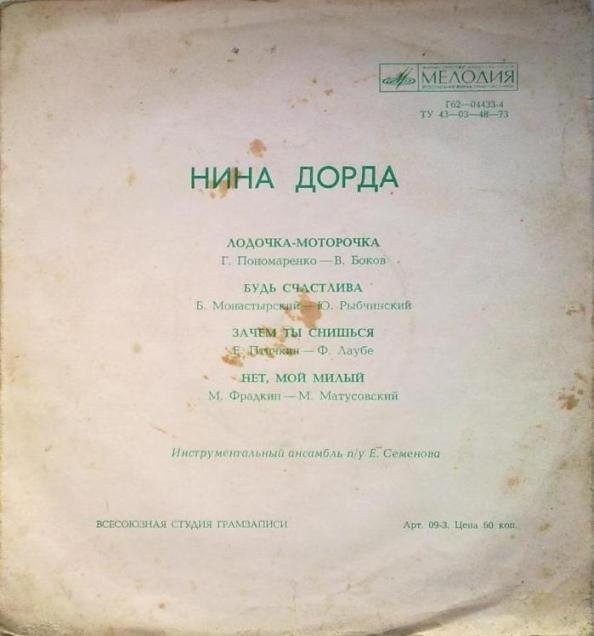 МЕЛОДИЯ
Г62—04433-4
ТУ 43—03—48—73
НИНА ДОРДА
ЛОДОЧКА-МОТОРОЧКА
Г. Пономаренко — В. Боков
БУДЬ СЧАСТЛИВА
Б. Монастырский — Ю. Рыбчинский
ЗАЧЕМ ТЫ СНИШЬСЯ
Е. Птичкин — Ф. Лаубе
НЕТ, МОЙ МИЛЫЙ
М. Фрадкин — М. Матусовский
Инструментальный ансамбль п/у Е. Семенова
ВСЕСОЮЗНАЯ СТУДИЯ ГРАМЗАПИСИ
Арт. 09-3. Цена 60 коп.